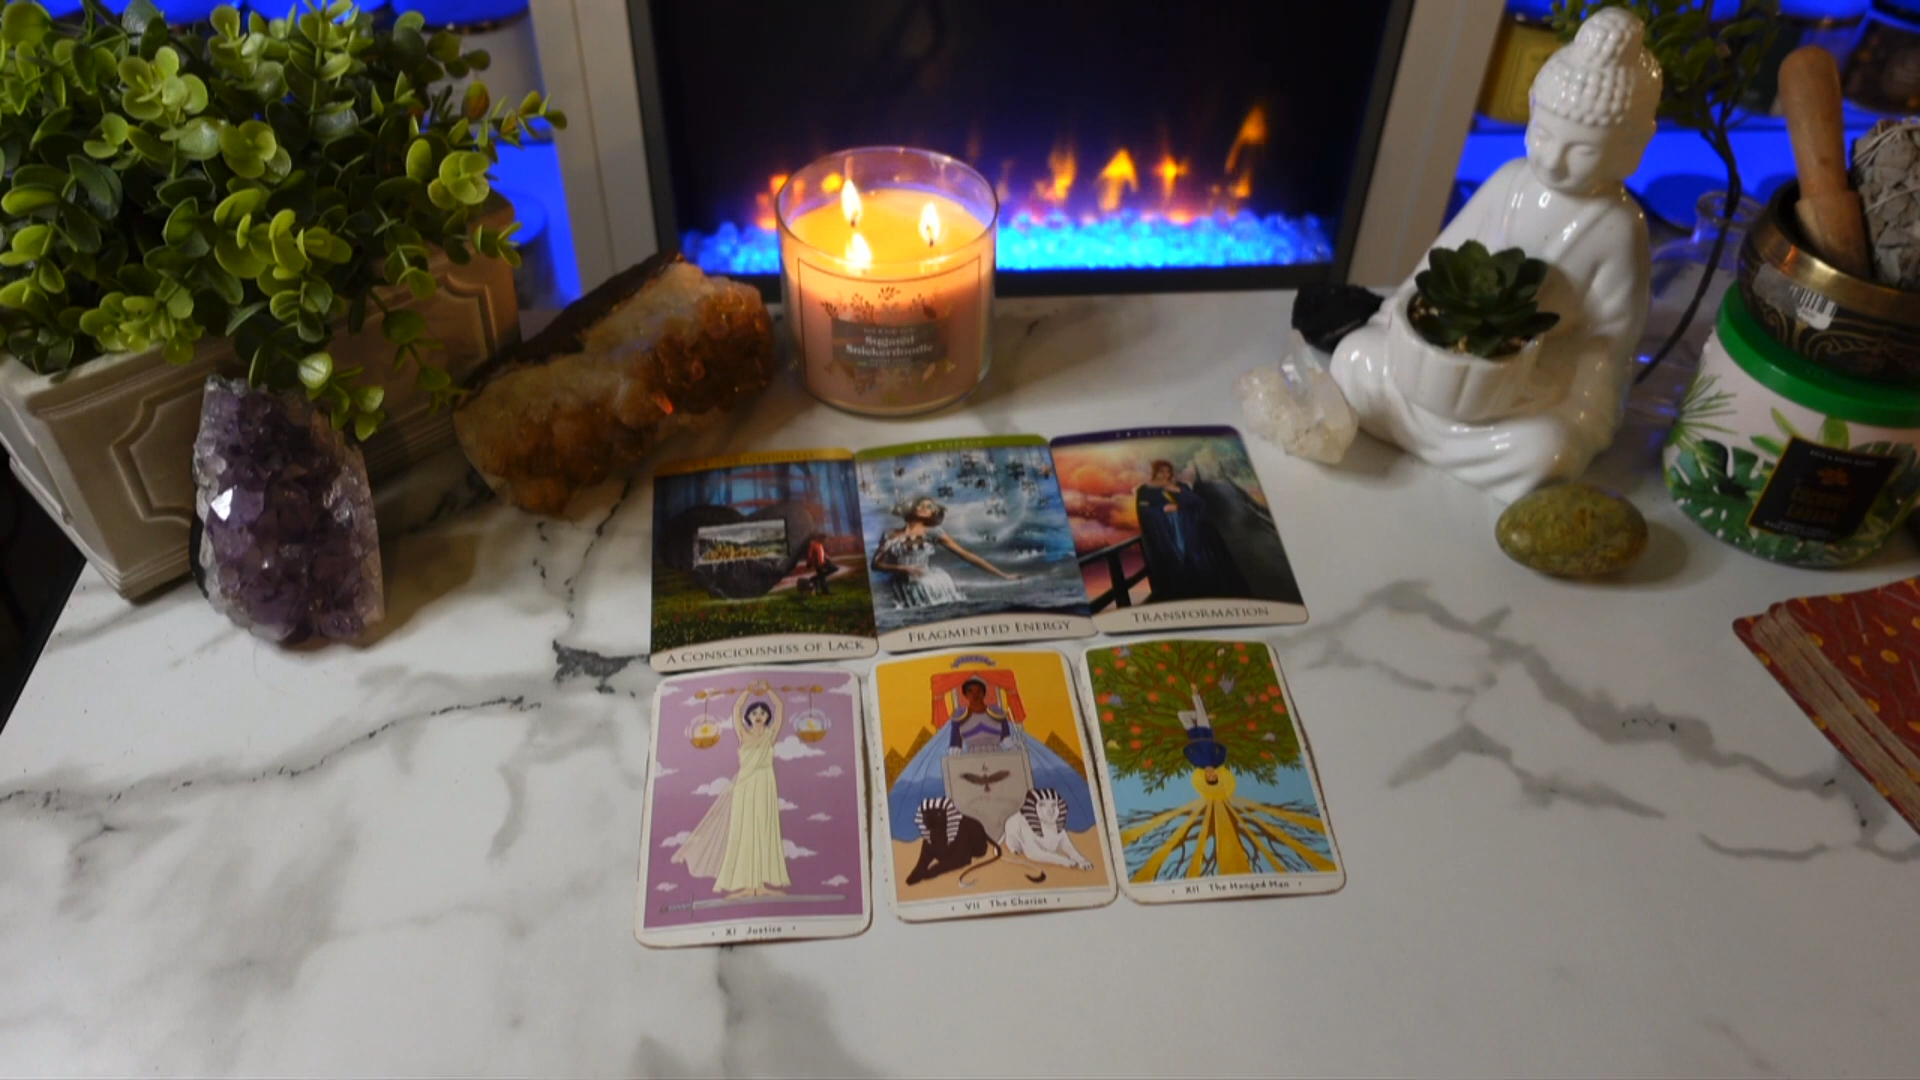 Sugared
Snickerdoodle
A CONSCIOUSNESS OF LACK
FRAGMENTED ENERGY
TRANSFORMATION
XI Justice
VII The Chariot
XII The Hanged Man